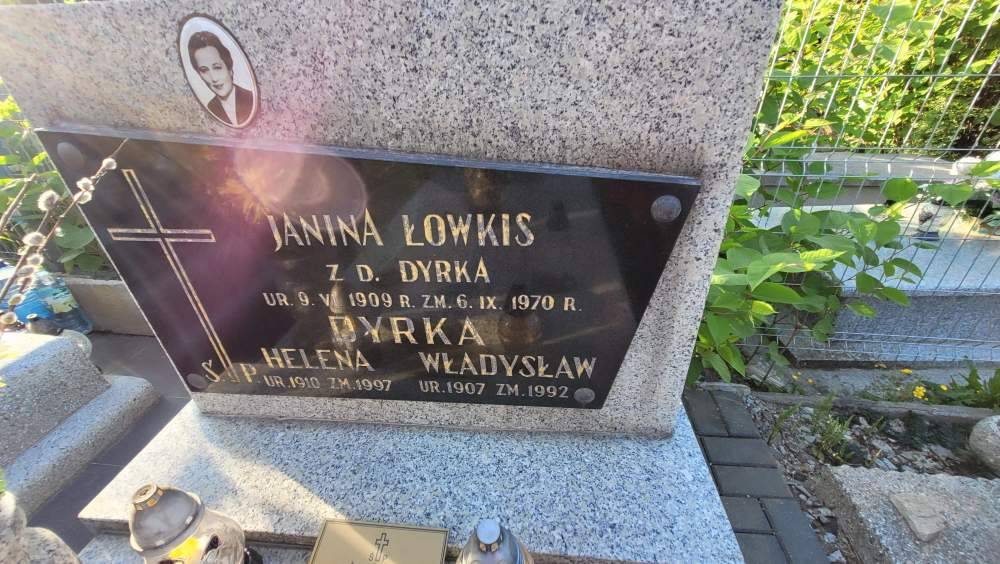 JANINA ŁOWKIS
Z D. DYRKA
UR. 9. VI 1909 R. ZM. 6. IX. 1970 R.
DYRKA
HELENA WŁADYSŁAW
Ś.P. UR. 1910 ZM. 1997 UR. 1907 ZM. 1992
Ś P